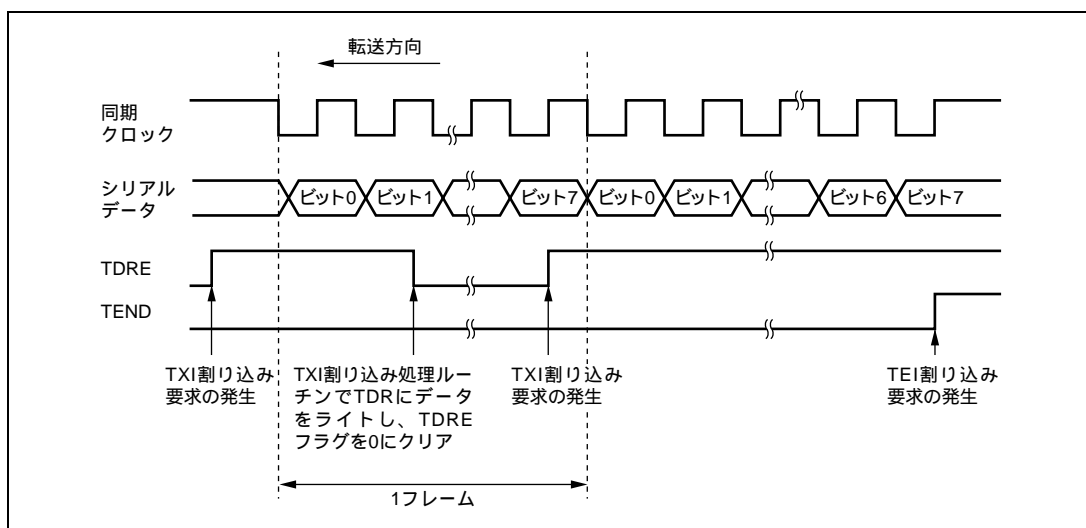 転送方向
同期
クロック
シリアル
データ
ビット0
ビット1
ビット7
ビット0
ビット1
ビット6
ビット7
TDRE
TEND
TXI割り込み
要求の発生
TXI割り込み処理ルー
チンでTDRにデータ
をライトし、TDRE
フラグを0にクリア
TXI割り込み
要求の発生
TEI割り込み
要求の発生
1フレーム